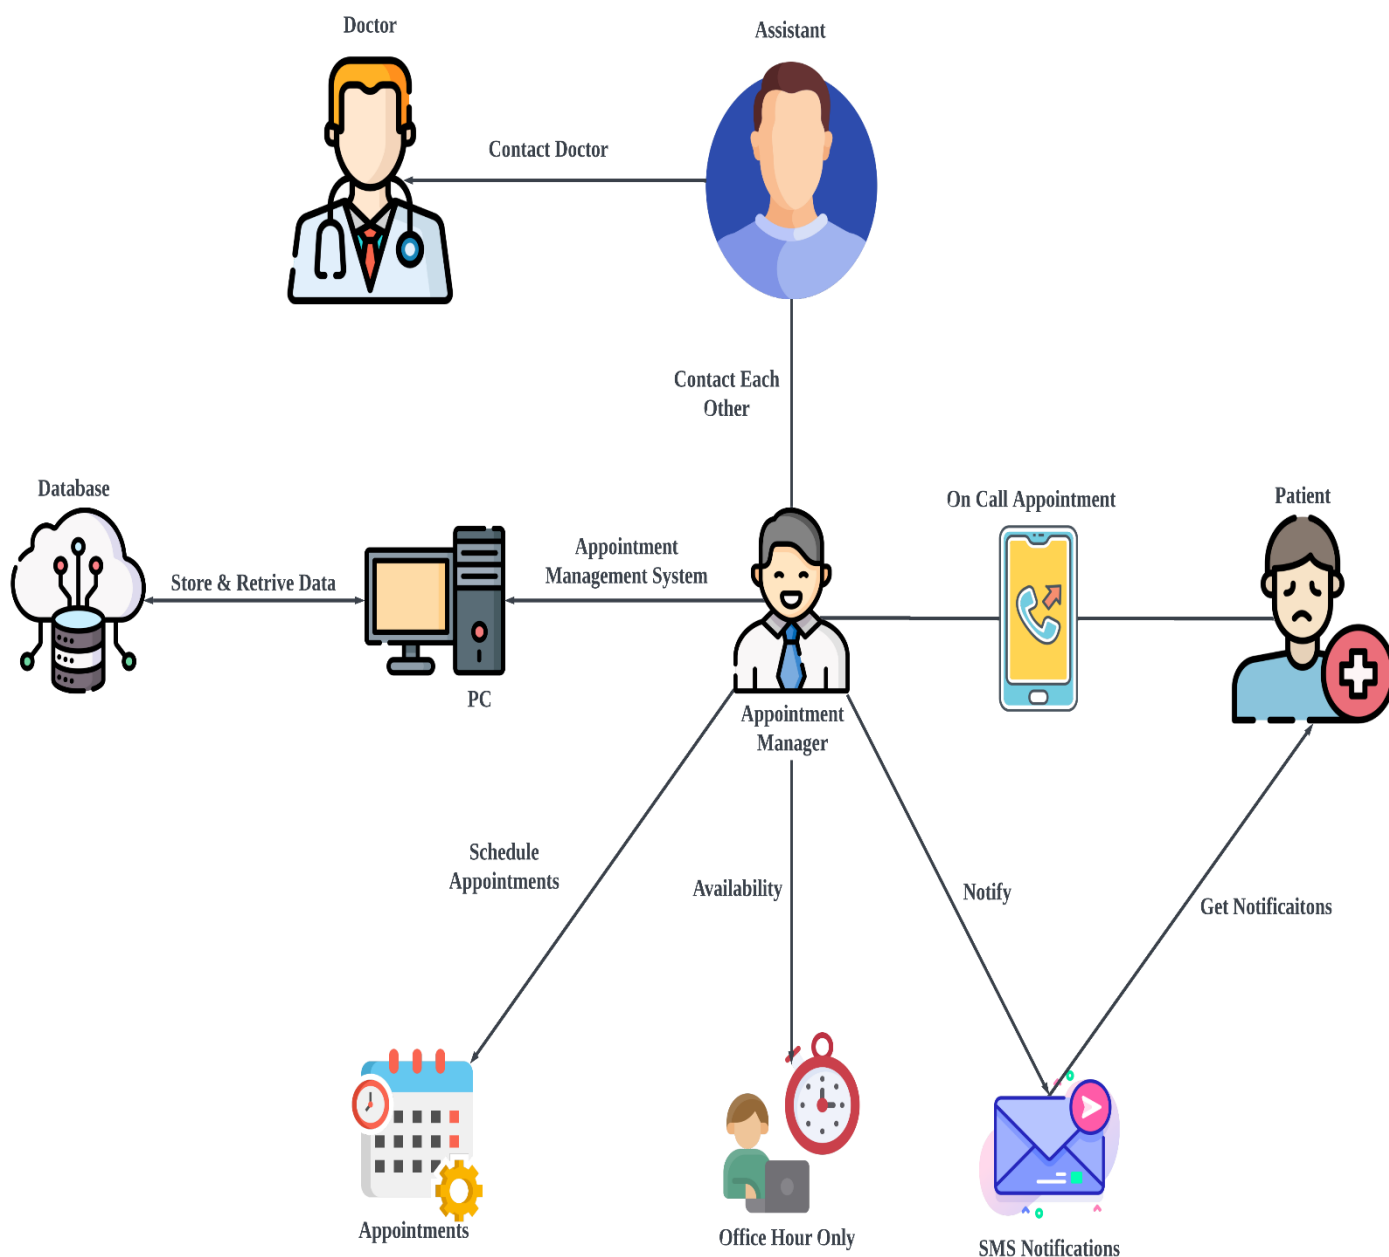 Doctor
Assistant
Contact Doctor
Contact Each
Other
Database
On Call Appointment
Patient
Appointment
Management System
Store & Retrive Data
PC
Appointment
Manager
Schedule
Appointments
Availability
Notify
Get Notificaitons
Appointments
Office Hour Only
SMS Notifications